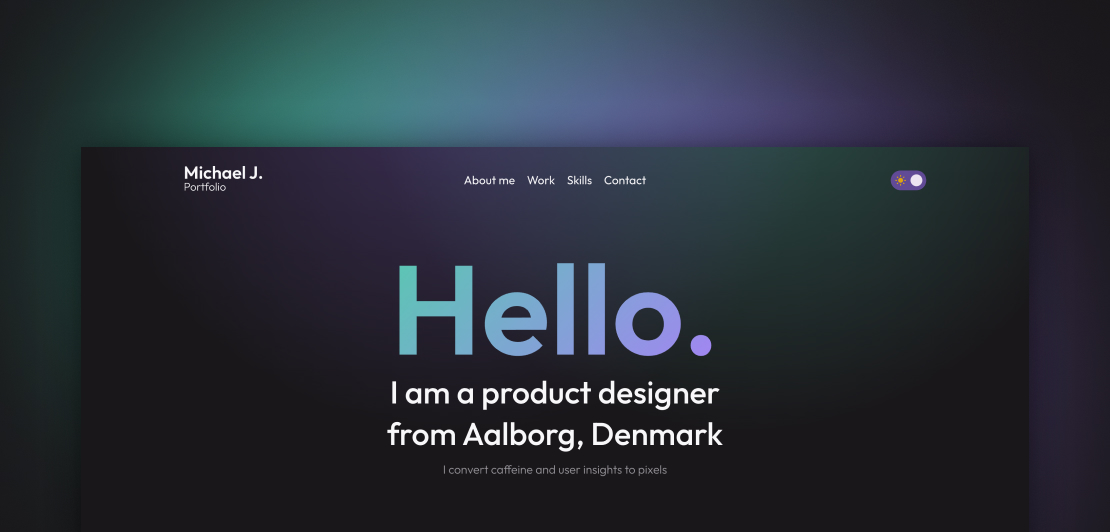 Michael J.
Portfolio
About me Work Skills Contact
Hello.
I am a product designer
from Aalborg, Denmark
I convert caffeine and user insights to pixels